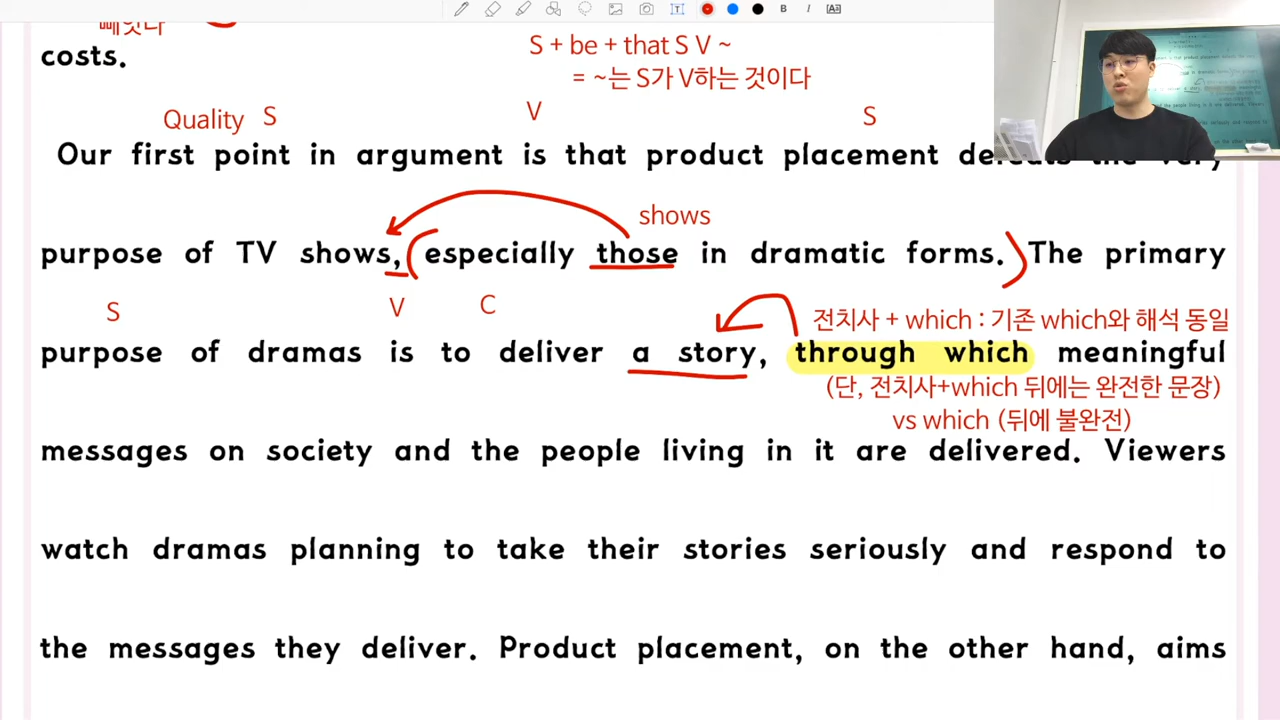 빼앗다
costs.
S + be + that S V ~
= ~는 S가 V하는 것이다
Quality S V S
Our first point in argument is that product placement defeats the very
shows
purpose of TV shows, (especially those in dramatic forms.) The primary
S V C 전치사 + which : 기존 which와 해석 동일
purpose of dramas is to deliver a story, through which meaningful
(단, 전치사+which 뒤에는 완전한 문장)
vs which (뒤에 불완전)
messages on society and the people living in it are delivered. Viewers
watch dramas planning to take their stories seriously and respond to
the messages they deliver. Product placement, on the other hand, aims